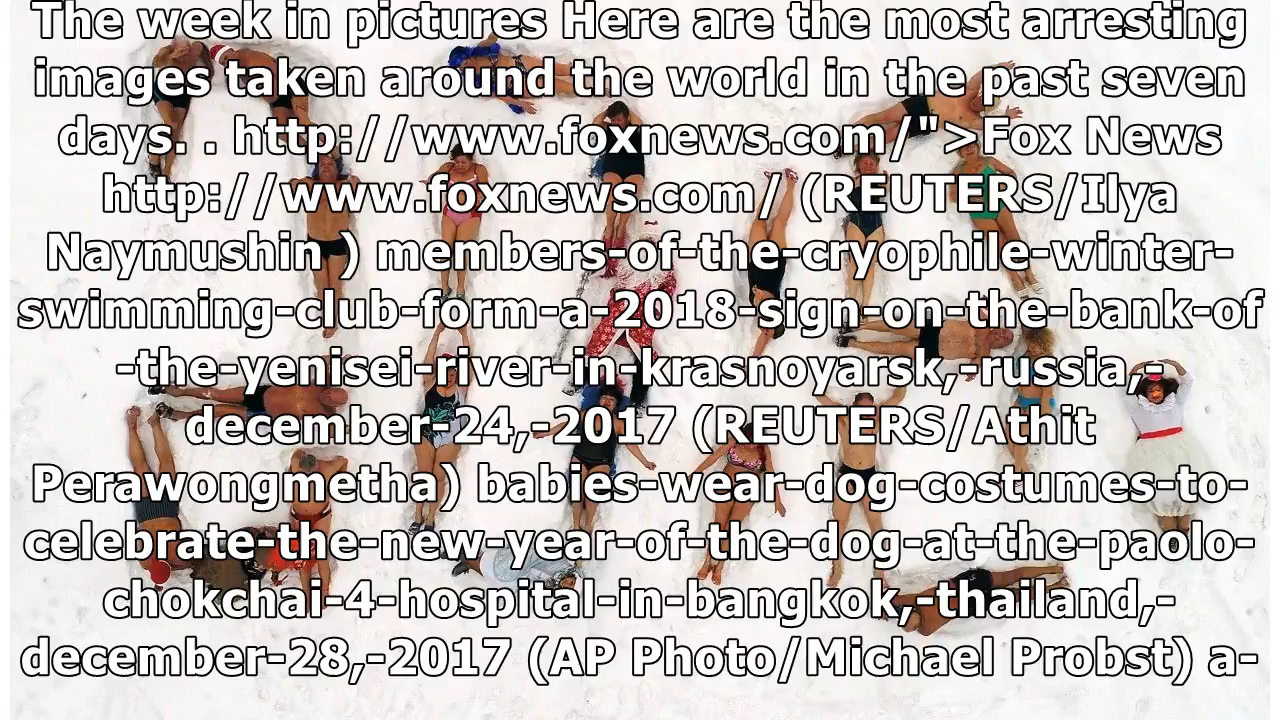 The week in pictures Here are the most arresting
images taken around the world in the past seven
days. . http://www.foxnews.com/">Fox News
http://www.foxnews.com/ (REUTERS/Ilya
Naymushin ) members-of-the-cryophile-winter-
swimming-club-form-a-2018-sign-on-the-bank-of
-the-yenisei-river-in-krasnoyarsk,-russia,-
december-24,-2017 (REUTERS/Athit
Perawongmetha) babies-wear-dog-costumes-to-
celebrate-the-new-year-of-the-dog-at-the-paolo-
chokchai-4-hospital-in-bangkok,-thailand,-
december-28,-2017 (AP Photo/Michael Probst) a-